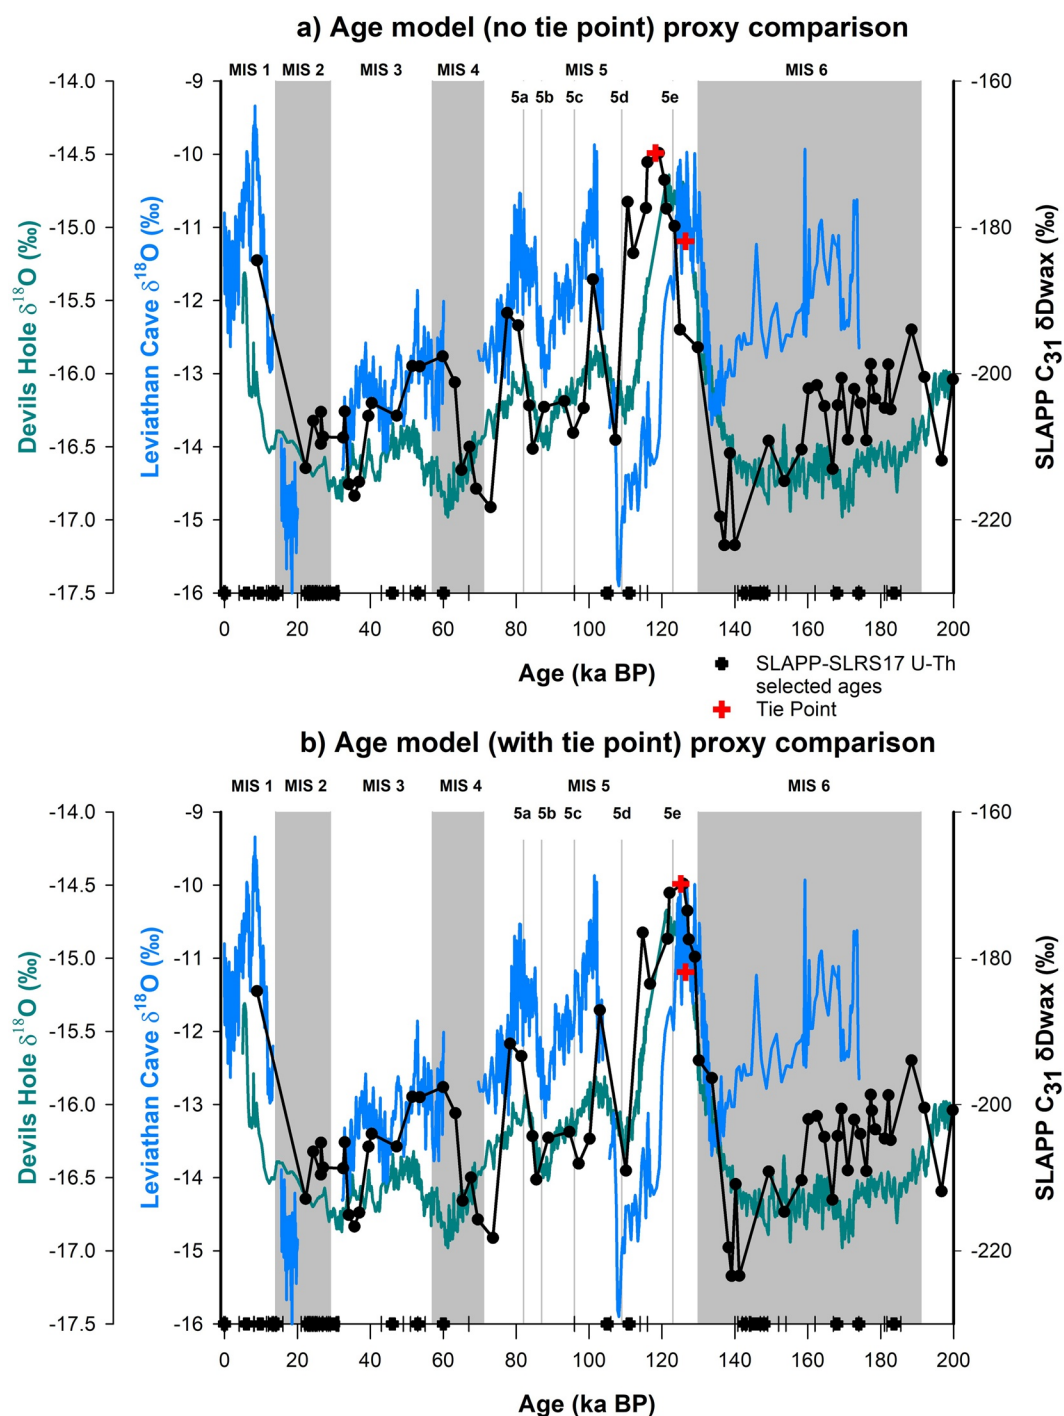 a) Age model (no tie point) proxy comparison
MIS 1 MIS 2 MIS 3 MIS 4 MIS 5 MIS 6
5a 5b 5c 5d 5e
-14.0 -9 -160
-14.5 -10
-15.0 -11 -180
-15.5 -12
-16.0 -13 -200
-16.5 -14
-17.0 -15 -220
-17.5 -16
Devils Hole δ18O (‰)
Leviathan Cave δ18O (‰)
SLAPP C31 δDwax (‰)
0 20 40 60 80 100 120 140 160 180 200
Age (ka BP)
SLAPP-SLRS17 U-Th
selected ages
Tie Point
b) Age model (with tie point) proxy comparison
MIS 1 MIS 2 MIS 3 MIS 4 MIS 5 MIS 6
5a 5b 5c 5d 5e
-14.0 -9 -160
-14.5 -10
-15.0 -11 -180
-15.5 -12
-16.0 -13 -200
-16.5 -14
-17.0 -15 -220
-17.5 -16
Devils Hole δ18O (‰)
Leviathan Cave δ18O (‰)
SLAPP C31 δDwax (‰)
0 20 40 60 80 100 120 140 160 180 200
Age (ka BP)